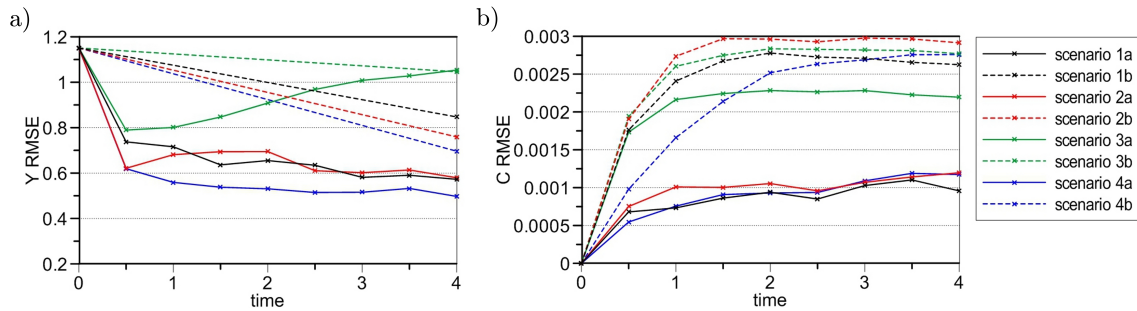 a)
Y RMSE
1.2
1
0.8
0.6
0.4
0.2
0 1 2 3 4
time
b)
C RMSE
0.003
0.0025
0.002
0.0015
0.001
0.0005
0
0 1 2 3 4
time
scenario 1a
scenario 1b
scenario 2a
scenario 2b
scenario 3a
scenario 3b
scenario 4a
scenario 4b